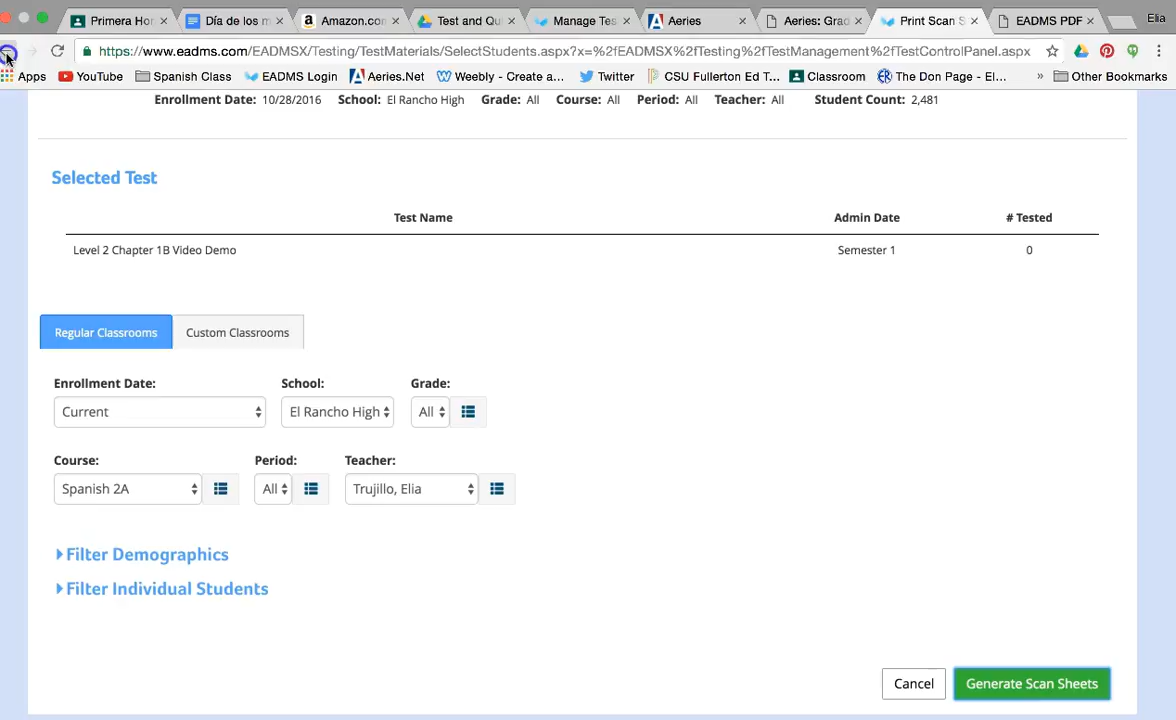 Primera Ho
Día de los m
Amazon.co
Test and Qu
Manage Tes
Aeries
Aeries: Grad
Print Scan S
EADMS PDF
Elia
https://www.eadms.com/EADMSX/Testing/TestMaterials/SelectStudents.aspx?x=%2fEADMSX%2fTesting%2fTestManagement%2fTestControlPanel.aspx
Apps YouTube Spanish Class EADMS Login Aeries.Net Weebly - Create a... Twitter CSU Fullerton Ed T... Classroom The Don Page - El... » Other Bookmarks
Enrollment Date: 10/28/2016 School: El Rancho High Grade: All Course: All Period: All Teacher: All Student Count: 2,481
Selected Test
Test Name Admin Date # Tested
Level 2 Chapter 1B Video Demo Semester 1 0
Regular Classrooms Custom Classrooms
Enrollment Date: School: Grade:
Current El Rancho High All
Course: Period: Teacher:
Spanish 2A All Trujillo, Elia
Filter Demographics
Filter Individual Students
Cancel Generate Scan Sheets